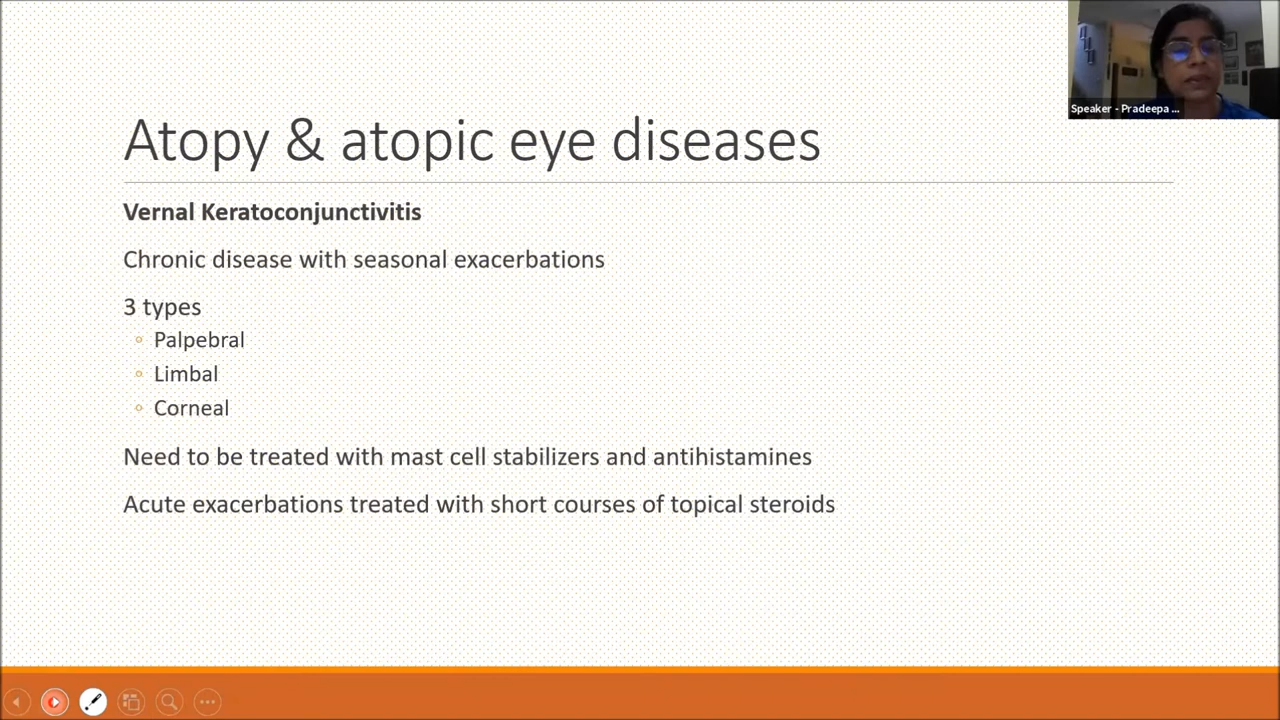 Speaker - Pradeepa ...
Atopy & atopic eye diseases
Vernal Keratoconjunctivitis
Chronic disease with seasonal exacerbations
3 types
Palpebral
Limbal
Corneal
Need to be treated with mast cell stabilizers and antihistamines
Acute exacerbations treated with short courses of topical steroids